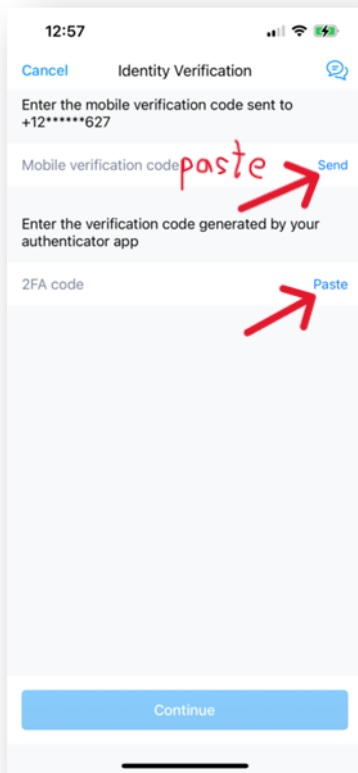 12:57
Cancel Identity Verification
Enter the mobile verification code sent to
+12******627
Mobile verification code paste Send
Enter the verification code generated by your
authenticator app
2FA code Paste
Continue